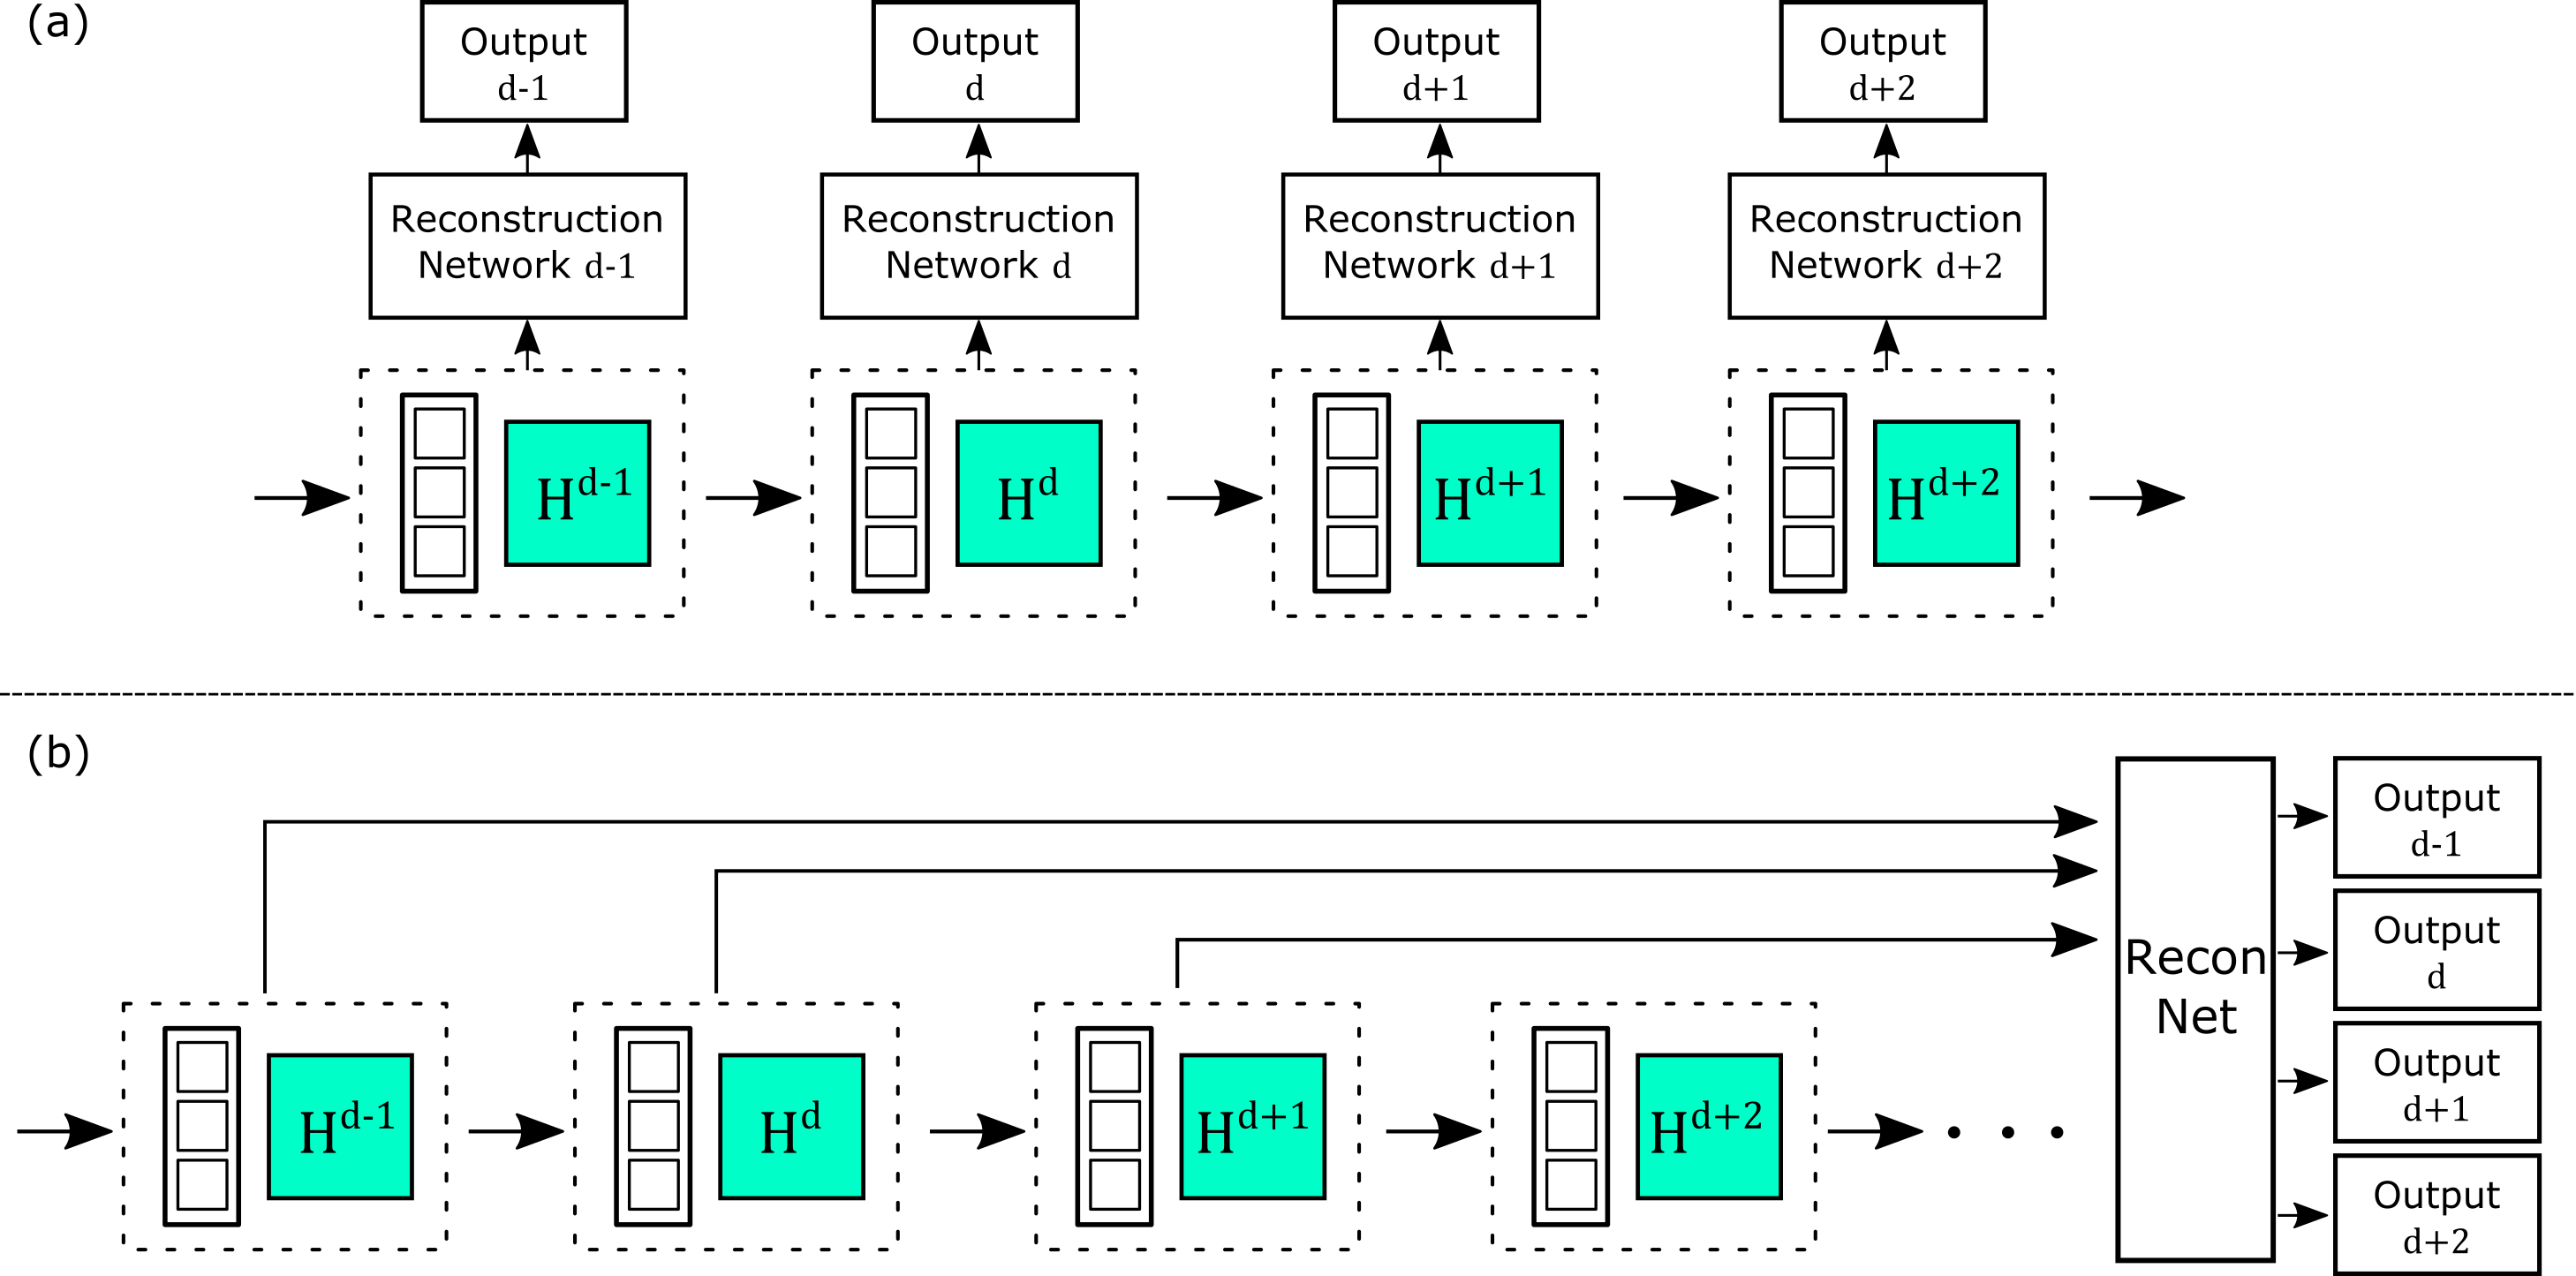 (a)
Output
d-1
Output
d
Output
d+1
Output
d+2
Reconstruction
Network d-1
Reconstruction
Network d
Reconstruction
Network d+1
Reconstruction
Network d+2
H^d-1
H^d
H^d+1
H^d+2
(b)
H^d-1
H^d
H^d+1
H^d+2
. . .
Recon
Net
Output
d-1
Output
d
Output
d+1
Output
d+2